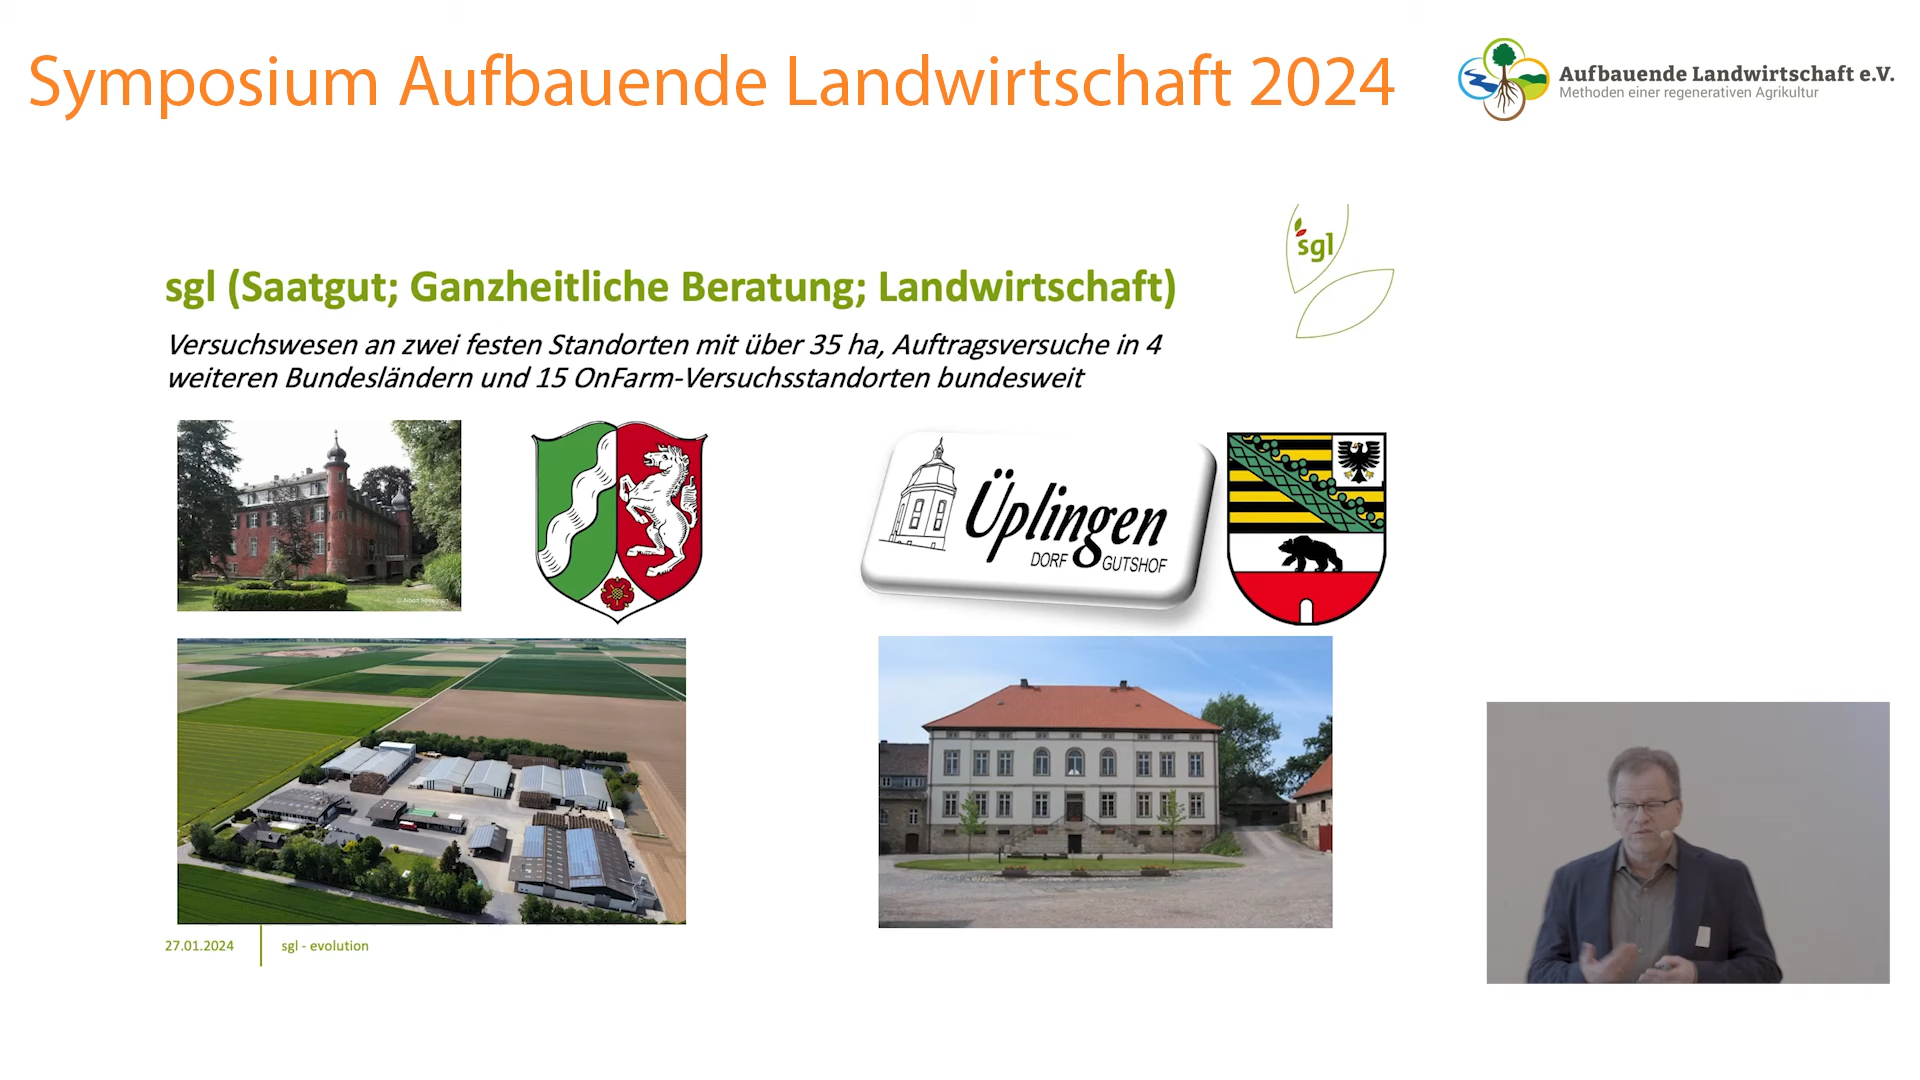 Symposium Aufbauende Landwirtschaft 2024
Aufbauende Landwirtschaft e.V.
Methoden einer regenerativen Agrikultur
sgl
sgl (Saatgut; Ganzheitliche Beratung; Landwirtschaft)
Versuchswesen an zwei festen Standorten mit über 35 ha, Auftragsversuche in 4
weiteren Bundesländern und 15 OnFarm-Versuchsstandorten bundesweit
Üplingen
DORF GUTSHOF
27.01.2024
sgl - evolution